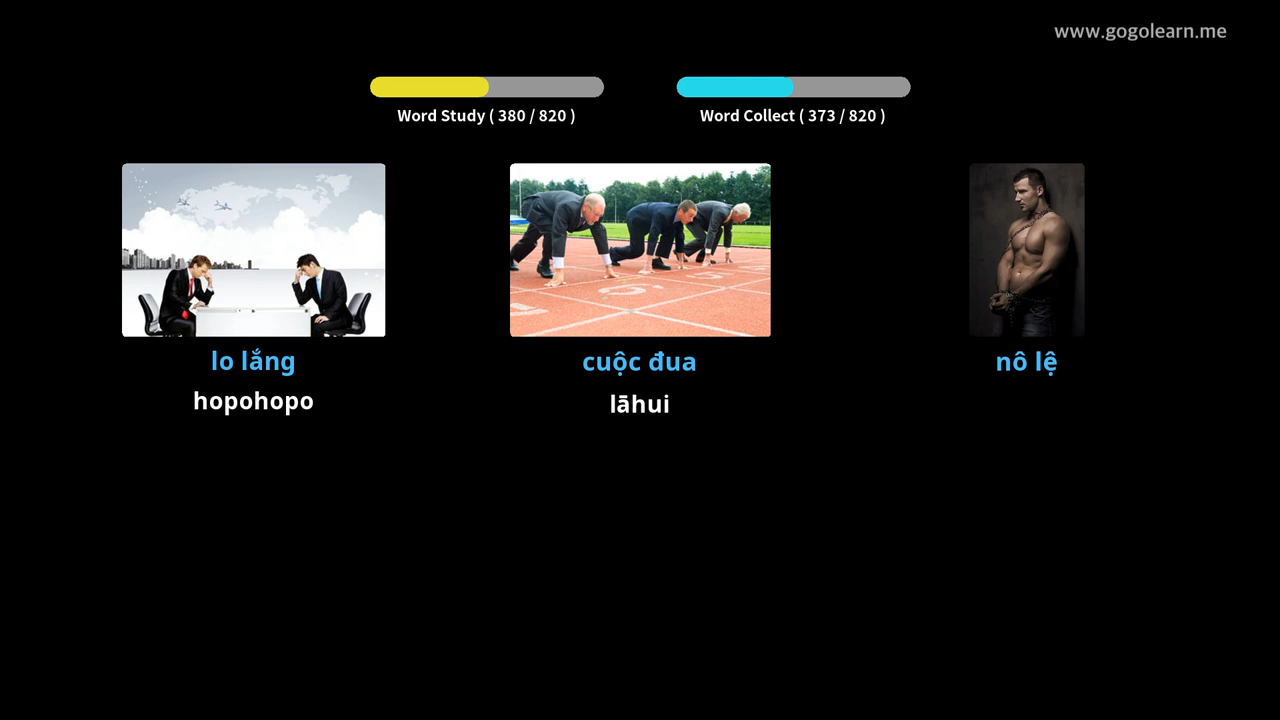 www.gogolearn.me
Word Study ( 380 / 820 )
Word Collect ( 373 / 820 )
lo lắng
cuộc đua
nô lệ
hopohopo
lāhui